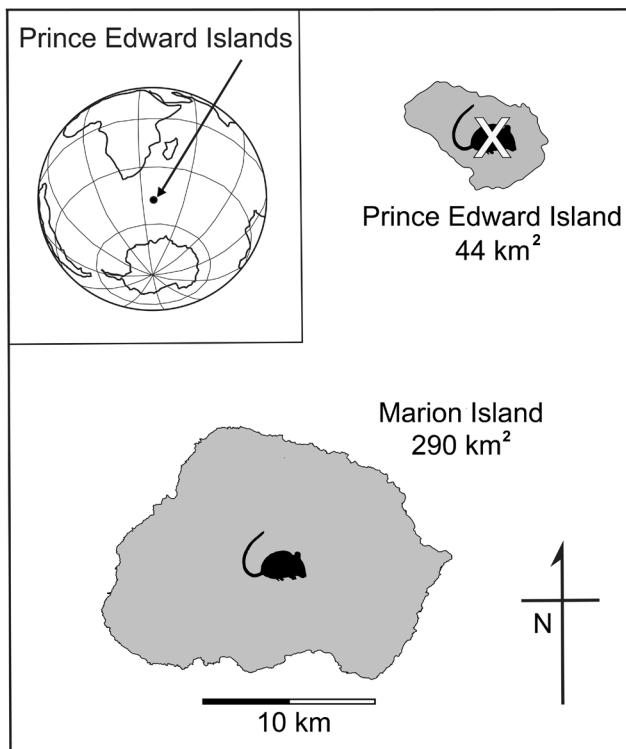 Prince Edward Islands
X
Prince Edward Island
44 km²
Marion Island
290 km²
N
10 km